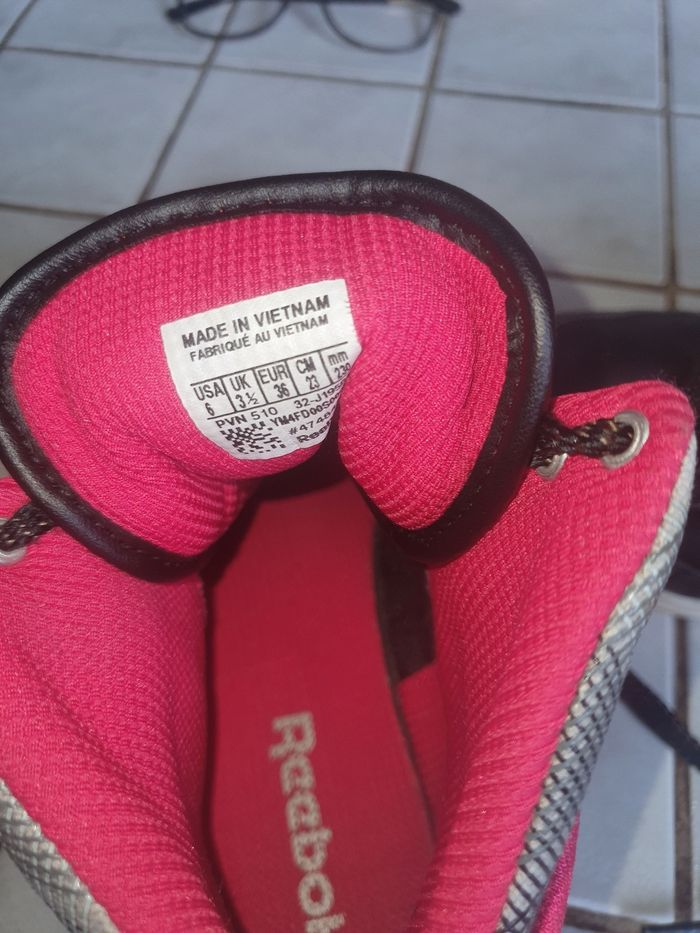 MADE IN VIETNAM
FABRIQUÉ AU VIETNAM
USA UK EUR CM mm
6 3½ 36 23 230
PVN 510
Reebok